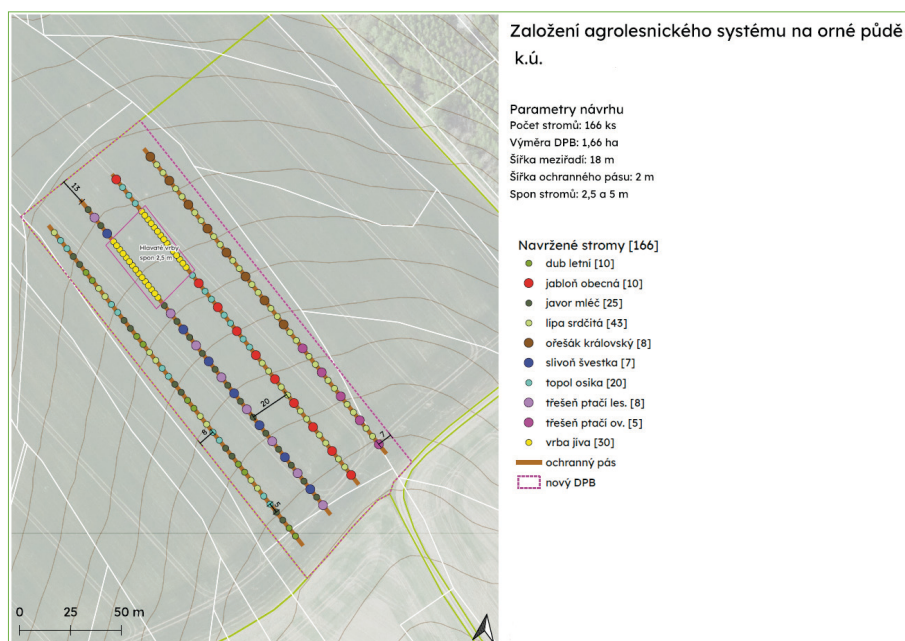 Založení agrolesnického systému na orné půdě
k.ú.
Parametry návrhu
Počet stromů: 166 ks
Výměra DPB: 1,66 ha
Šířka meziřadí: 18 m
Šířka ochranného pásu: 2 m
Spon stromů: 2,5 a 5 m
Navržené stromy [166]
dub letní [10]
jabloň obecná [10]
javor mléč [25]
lípa srdčitá [43]
ořešák královský [8]
slivoň švestka [7]
topol osika [20]
třešeň ptačí les. [8]
třešeň ptačí ov. [5]
vrba jíva [30]
ochranný pás
nový DPB
13
Hlavaté vrby
spon 2,5 m
20
8
7
0 25 50 m